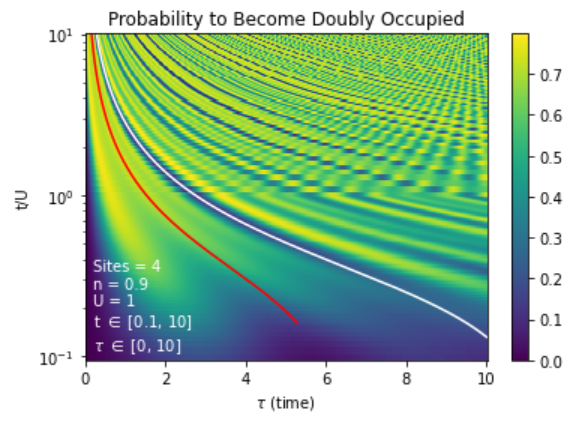 Probability to Become Doubly Occupied
10¹
10⁰
10⁻¹
t/U
Sites = 4
n = 0.9
U = 1
t ∈ [0.1, 10]
τ ∈ [0, 10]
0 2 4 6 8 10
τ (time)
0.7
0.6
0.5
0.4
0.3
0.2
0.1
0.0